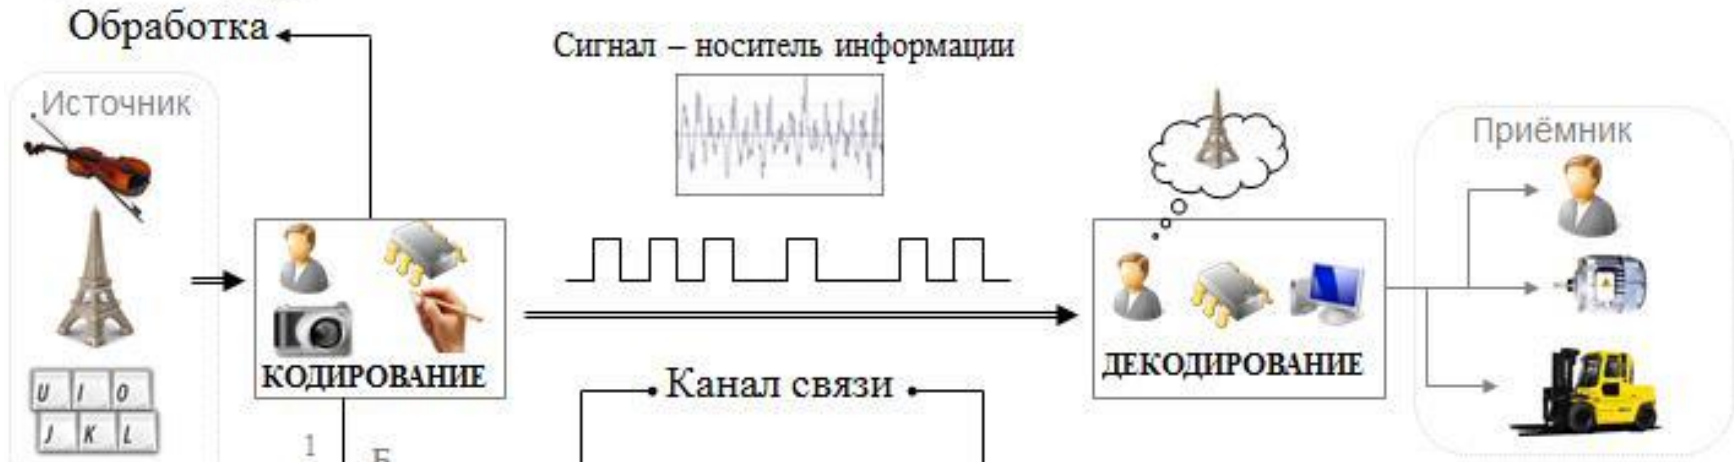 Обработка
Сигнал – носитель информации
Источник
Приёмник
U I O
J K L
КОДИРОВАНИЕ
ДЕКОДИРОВАНИЕ
Канал связи
1